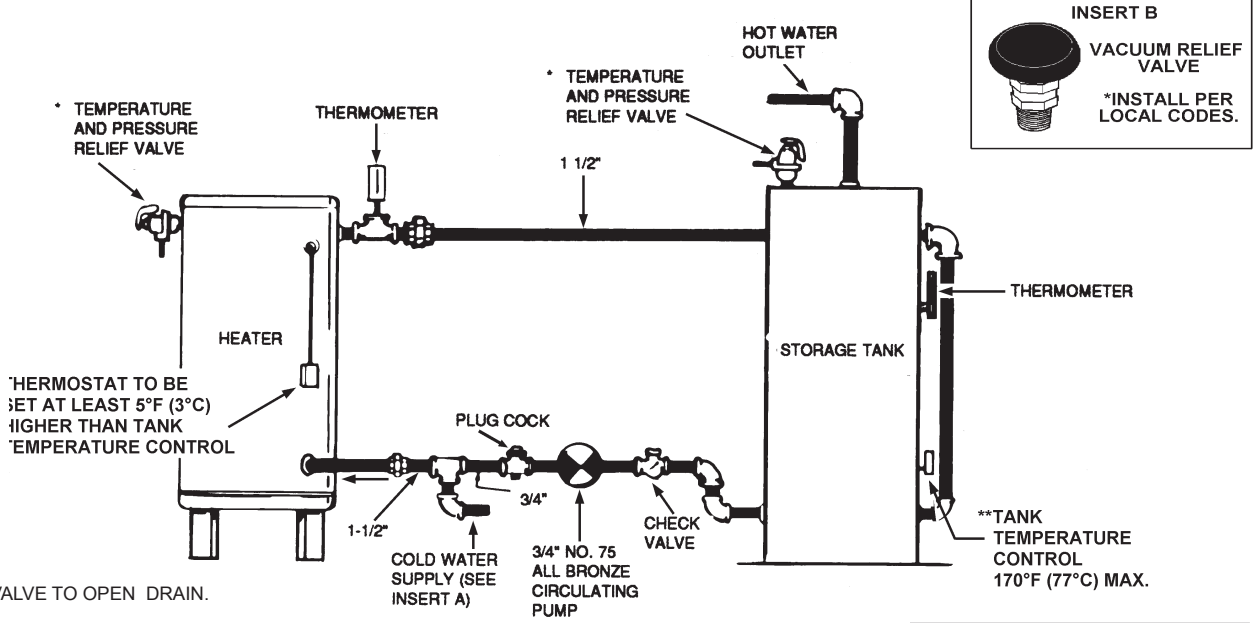 INSERT B
VACUUM RELIEF
VALVE
*INSTALL PER
LOCAL CODES.
HOT WATER
OUTLET
* TEMPERATURE
AND PRESSURE
RELIEF VALVE
* TEMPERATURE
AND PRESSURE
RELIEF VALVE
THERMOMETER
1 1/2"
THERMOMETER
HEATER
STORAGE TANK
HERMOSTAT TO BE
SET AT LEAST 5°F (3°C)
HIGHER THAN TANK
TEMPERATURE CONTROL
PLUG COCK
3/4"
1-1/2"
COLD WATER
SUPPLY (SEE
INSERT A)
3/4" NO. 75
ALL BRONZE
CIRCULATING
PUMP
CHECK
VALVE
**TANK
TEMPERATURE
CONTROL
170°F (77°C) MAX.
VALVE TO OPEN DRAIN.